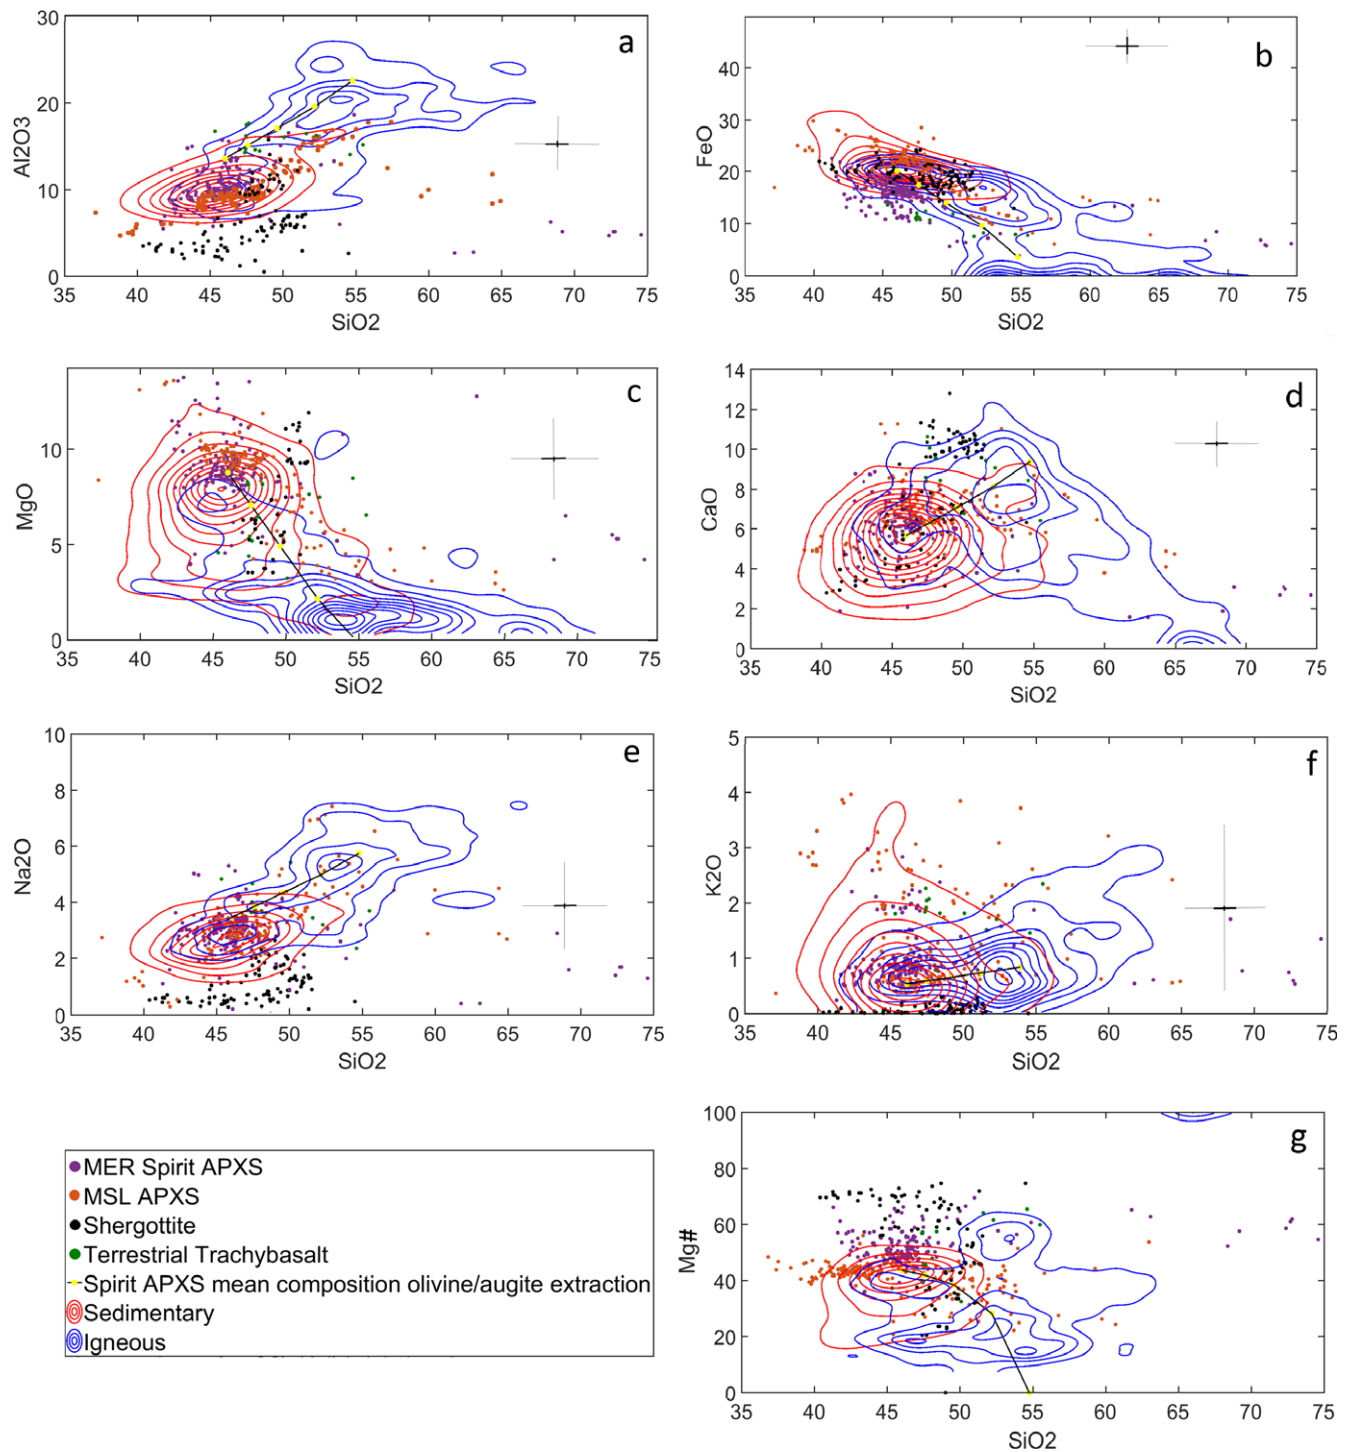 a
30
20
10
0
Al2O3
35 40 45 50 55 60 65 70 75
SiO2
b
50
40
30
20
10
0
FeO
35 40 45 50 55 60 65 70 75
SiO2
c
10
5
0
MgO
35 40 45 50 55 60 65 70 75
SiO2
d
14
12
10
8
6
4
2
0
CaO
35 40 45 50 55 60 65 70 75
SiO2
e
10
8
6
4
2
0
Na2O
35 40 45 50 55 60 65 70 75
SiO2
f
5
4
3
2
1
0
K2O
35 40 45 50 55 60 65 70 75
SiO2
MER Spirit APXS
MSL APXS
Shergottite
Terrestrial Trachybasalt
Spirit APXS mean composition olivine/augite extraction
Sedimentary
Igneous
g
100
80
60
40
20
0
Mg#
35 40 45 50 55 60 65 70 75
SiO2